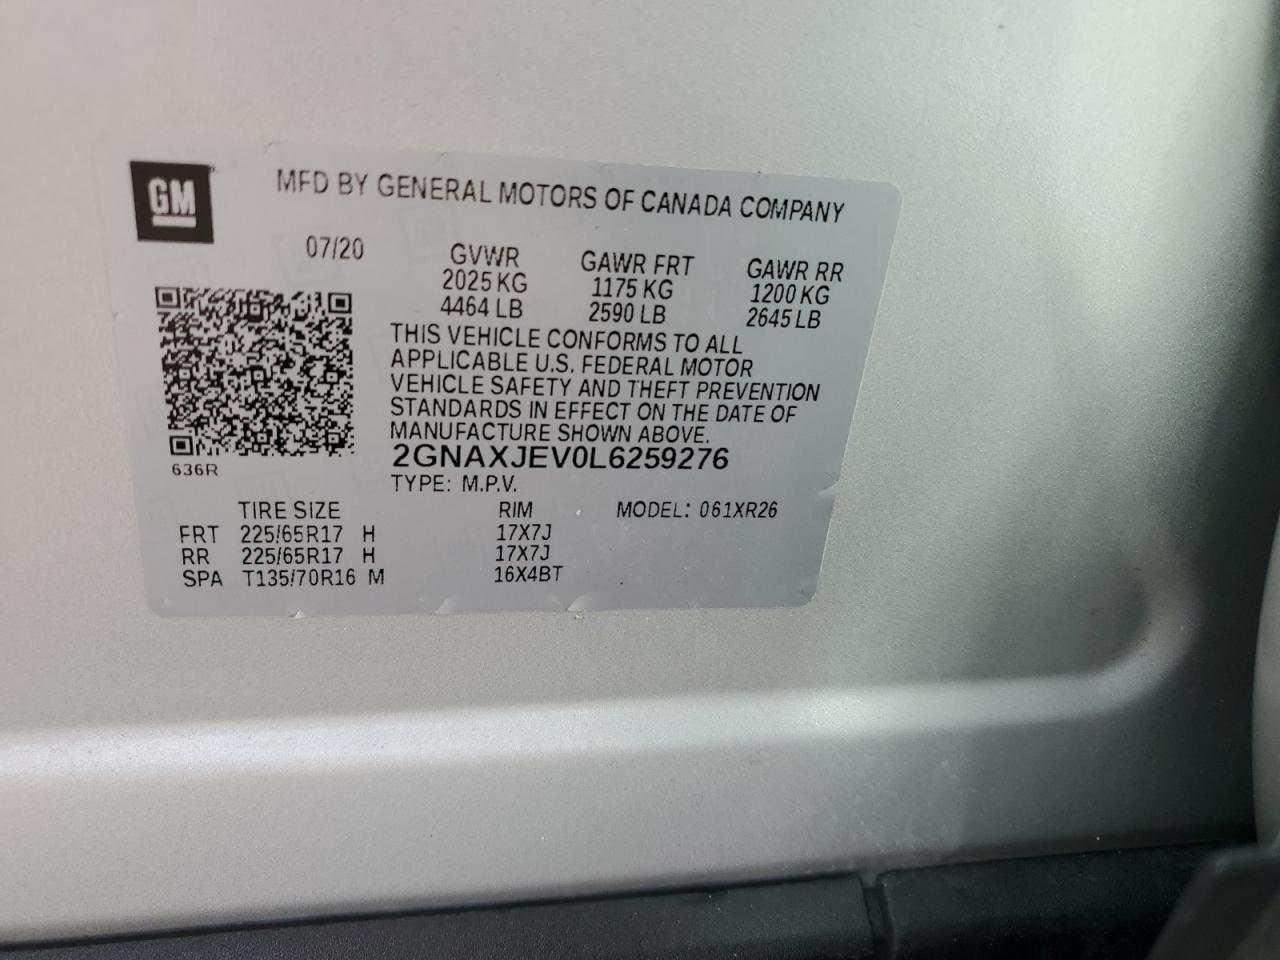 GM
MFD BY GENERAL MOTORS OF CANADA COMPANY
07/20
GVWR GAWR FRT GAWR RR
2025 KG 1175 KG 1200 KG
4464 LB 2590 LB 2645 LB
THIS VEHICLE CONFORMS TO ALL
APPLICABLE U.S. FEDERAL MOTOR
VEHICLE SAFETY AND THEFT PREVENTION
STANDARDS IN EFFECT ON THE DATE OF
MANUFACTURE SHOWN ABOVE.
2GNAXJEV0L6259276
636R
TYPE: M.P.V.
TIRE SIZE RIM MODEL: 061XR26
FRT 225/65R17 H 17X7J
RR 225/65R17 H 17X7J
SPA T135/70R16 M 16X4BT